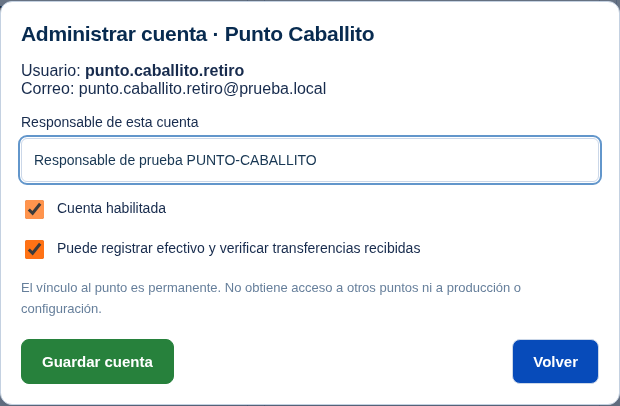 Administrar cuenta · Punto Caballito
Usuario: punto.caballito.retiro
Correo: punto.caballito.retiro@prueba.local
Responsable de esta cuenta
Responsable de prueba PUNTO-CABALLITO
Cuenta habilitada
Puede registrar efectivo y verificar transferencias recibidas
El vínculo al punto es permanente. No obtiene acceso a otros puntos ni a producción o
configuración.
Guardar cuenta
Volver